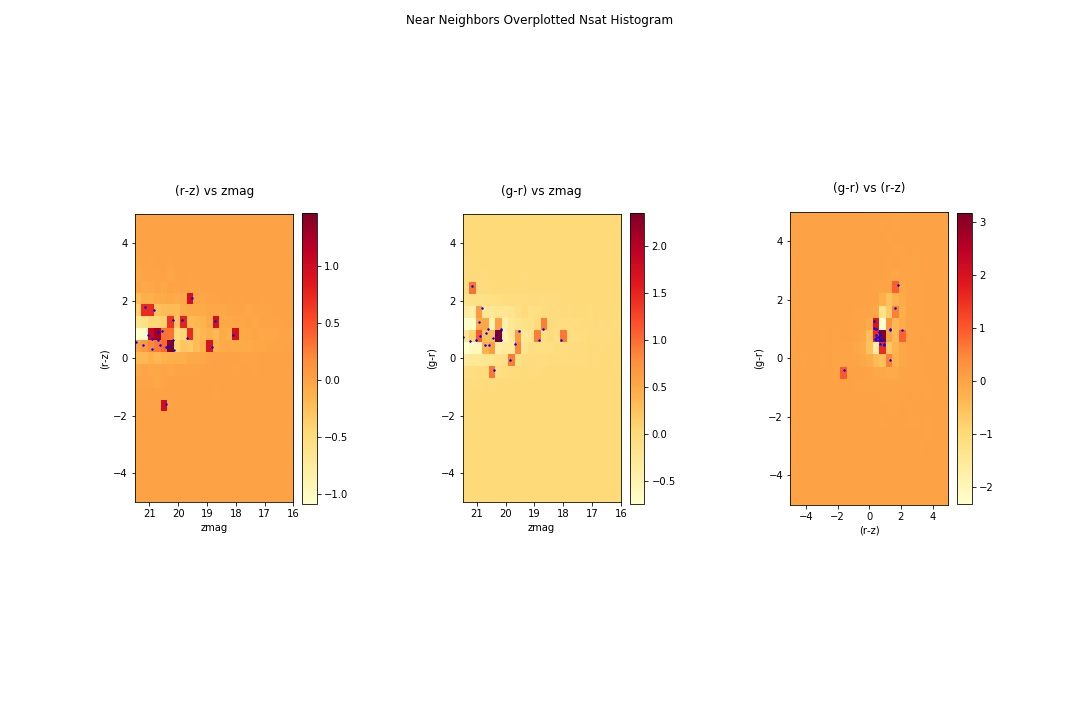 Near Neighbors Overplotted Nsat Histogram
(r-z) vs zmag
(r-z)
4
2
0
−2
−4
21 20 19 18 17 16
zmag
1.0
0.5
0.0
−0.5
−1.0
(g-r) vs zmag
(g-r)
4
2
0
−2
−4
21 20 19 18 17 16
zmag
2.0
1.5
1.0
0.5
0.0
−0.5
(g-r) vs (r-z)
(g-r)
4
2
0
−2
−4
−4 −2 0 2 4
(r-z)
3
2
1
0
−1
−2